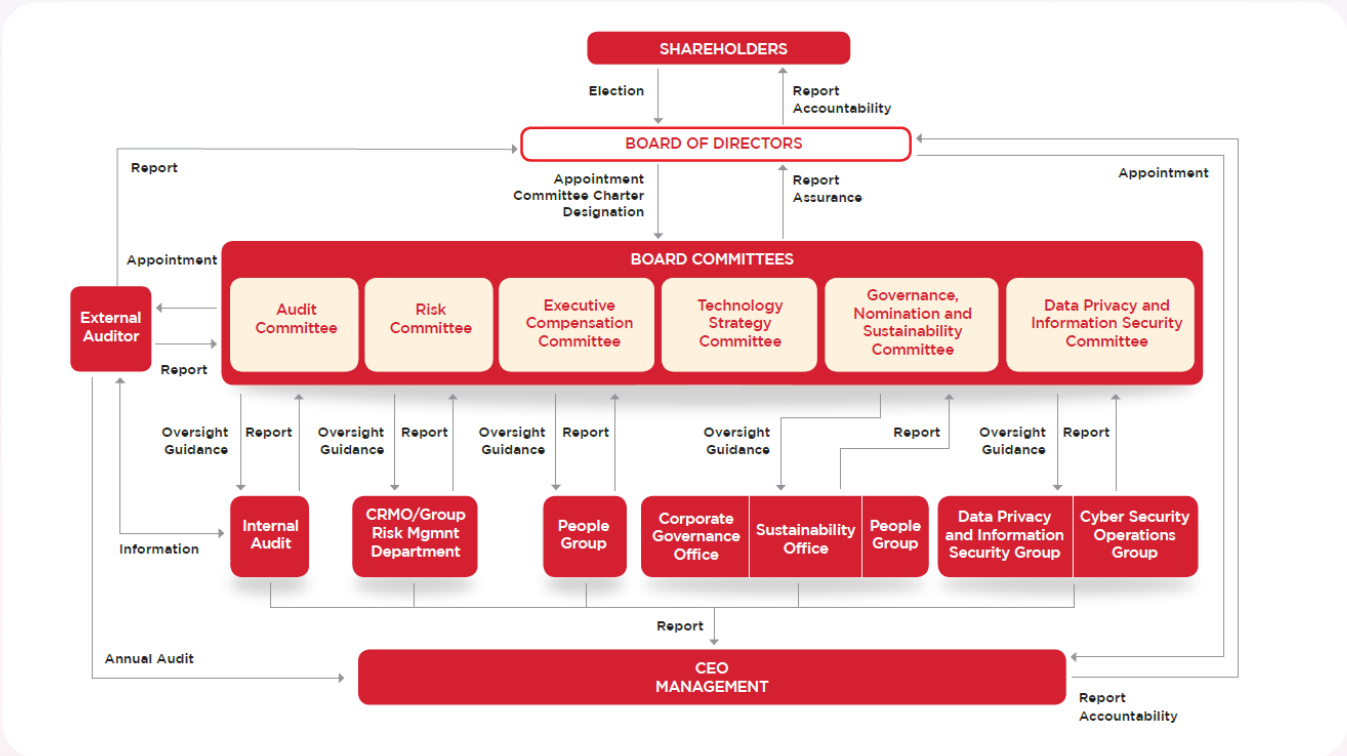 SHAREHOLDERS
Election
Report
Accountability
BOARD OF DIRECTORS
Report
Appointment
Appointment
Committee Charter
Designation
Report
Assurance
Appointment
BOARD COMMITTEES
Audit
Committee
Risk
Committee
Executive
Compensation
Committee
Technology
Strategy
Committee
Governance,
Nomination and
Sustainability
Committee
Data Privacy and
Information Security
Committee
External
Auditor
Report
Oversight
Guidance
Report
Oversight
Guidance
Report
Oversight
Guidance
Report
Oversight
Guidance
Report
Oversight
Guidance
Report
Internal
Audit
CRMO/Group
Risk Mgmnt
Department
People
Group
Corporate
Governance
Office
Sustainability
Office
People
Group
Data Privacy
and Information
Security Group
Cyber Security
Operations
Group
Information
Report
Annual Audit
CEO
MANAGEMENT
Report
Accountability